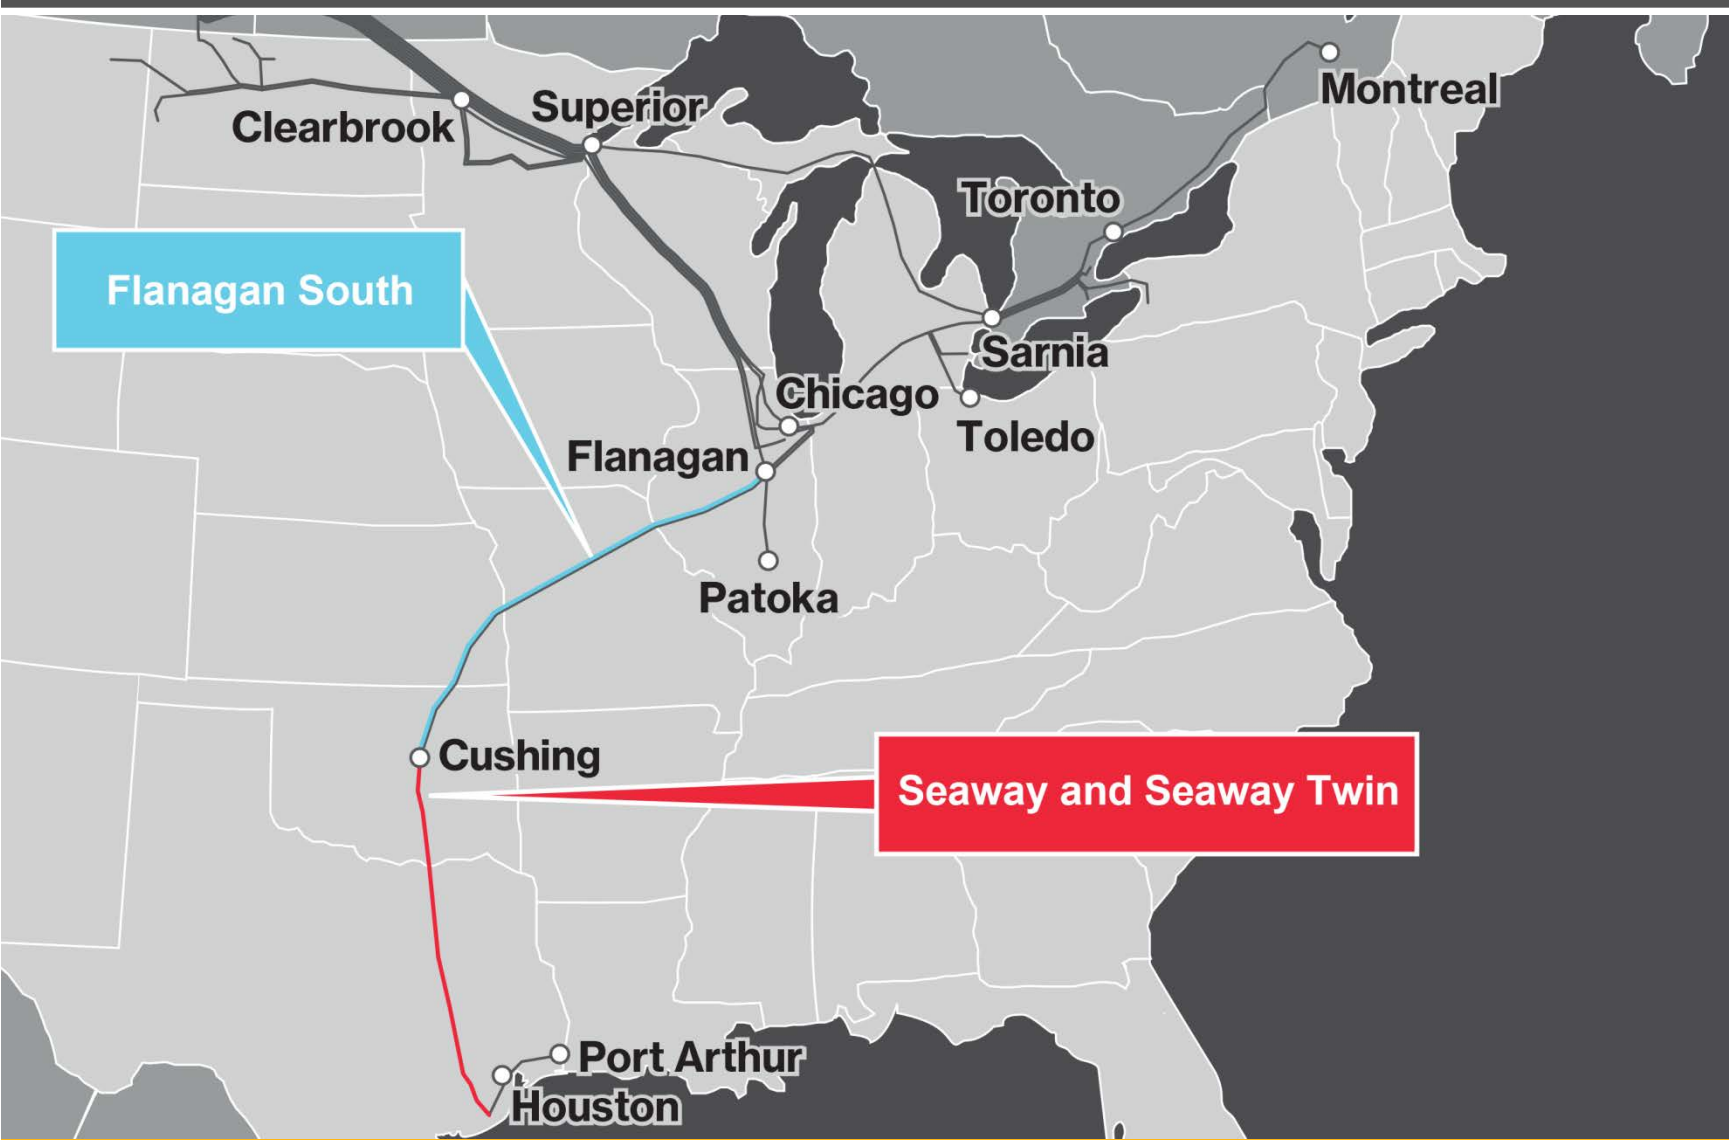 Montreal
Superior
Clearbrook
Toronto
Flanagan South
Sarnia
Chicago
Toledo
Flanagan
Patoka
Cushing
Seaway and Seaway Twin
Port Arthur
Houston